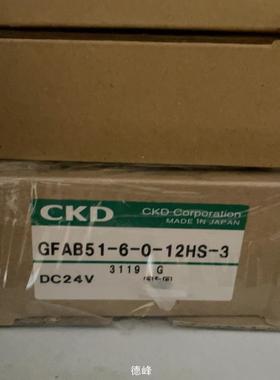 CKD
CKD Corporation
MADE IN JAPAN
GFAB51-6-0-12HS-3
3119 G
DC24V
德峰